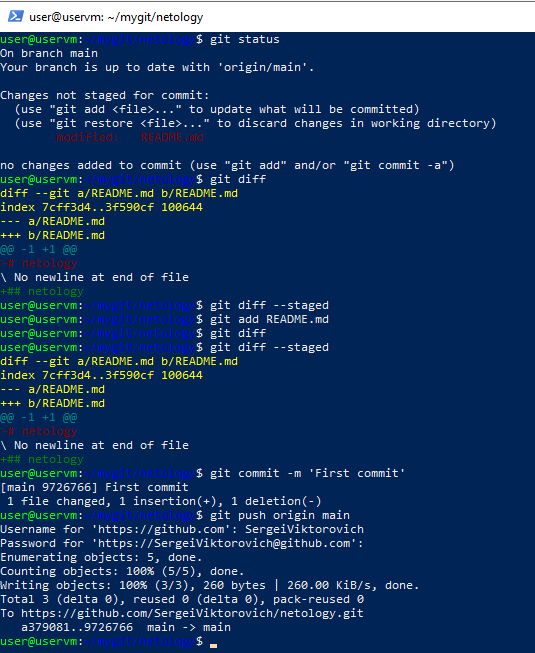 user@uservm: ~/mygit/netology
user@uservm:~/mygit/netology$ git status
On branch main
Your branch is up to date with 'origin/main'.
Changes not staged for commit:
  (use "git add <file>..." to update what will be committed)
  (use "git restore <file>..." to discard changes in working directory)
        modified:   README.md
no changes added to commit (use "git add" and/or "git commit -a")
user@uservm:~/mygit/netology$ git diff
diff --git a/README.md b/README.md
index 7cff3d4..3f590cf 100644
--- a/README.md
+++ b/README.md
@@ -1 +1 @@
-# netology
\ No newline at end of file
+## netology
user@uservm:~/mygit/netology$ git diff --staged
user@uservm:~/mygit/netology$ git add README.md
user@uservm:~/mygit/netology$ git diff
user@uservm:~/mygit/netology$ git diff --staged
diff --git a/README.md b/README.md
index 7cff3d4..3f590cf 100644
--- a/README.md
+++ b/README.md
@@ -1 +1 @@
-# netology
\ No newline at end of file
+## netology
user@uservm:~/mygit/netology$ git commit -m 'First commit'
[main 9726766] First commit
 1 file changed, 1 insertion(+), 1 deletion(-)
user@uservm:~/mygit/netology$ git push origin main
Username for 'https://github.com': SergeiViktorovich
Password for 'https://SergeiViktorovich@github.com':
Enumerating objects: 5, done.
Counting objects: 100% (5/5), done.
Writing objects: 100% (3/3), 260 bytes | 260.00 KiB/s, done.
Total 3 (delta 0), reused 0 (delta 0), pack-reused 0
To https://github.com/SergeiViktorovich/netology.git
   a379081..9726766  main -> main
user@uservm:~/mygit/netology$